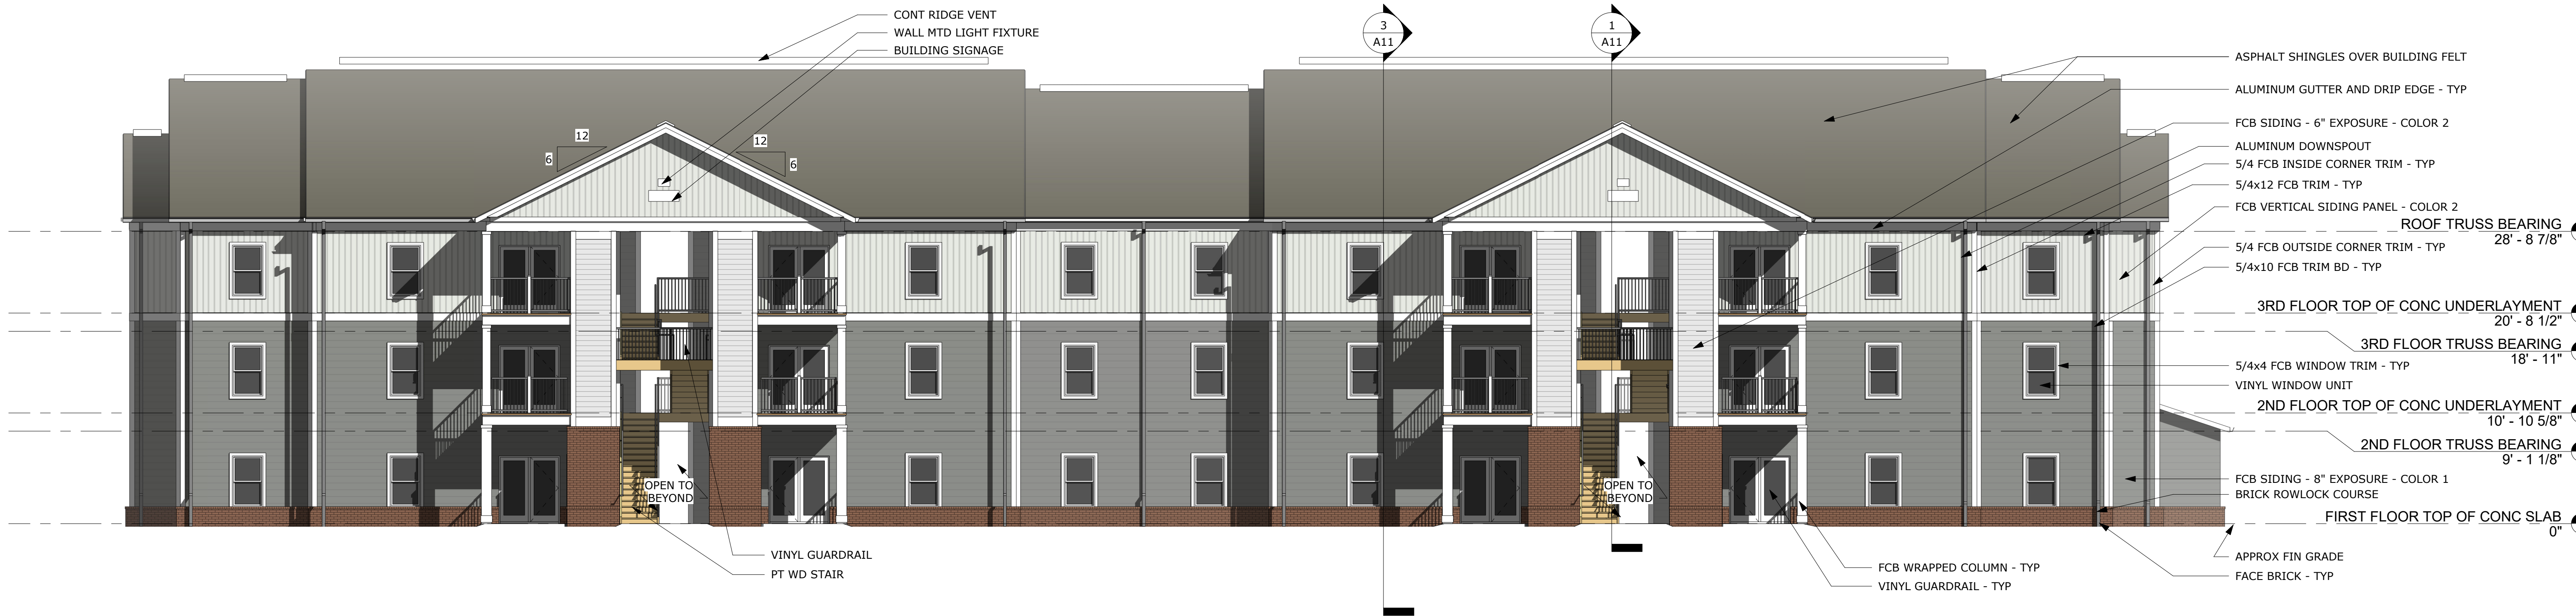 CONT RIDGE VENT
WALL MTD LIGHT FIXTURE
BUILDING SIGNAGE
3
A11
1
A11
12
6
12
6
ASPHALT SHINGLES OVER BUILDING FELT
ALUMINUM GUTTER AND DRIP EDGE - TYP
FCB SIDING - 6" EXPOSURE - COLOR 2
ALUMINUM DOWNSPOUT
5/4 FCB INSIDE CORNER TRIM - TYP
5/4x12 FCB TRIM - TYP
FCB VERTICAL SIDING PANEL - COLOR 2
ROOF TRUSS BEARING
28' - 8 7/8"
5/4 FCB OUTSIDE CORNER TRIM - TYP
5/4x10 FCB TRIM BD - TYP
3RD FLOOR TOP OF CONC UNDERLAYMENT
20' - 8 1/2"
3RD FLOOR TRUSS BEARING
18' - 11"
5/4x4 FCB WINDOW TRIM - TYP
VINYL WINDOW UNIT
2ND FLOOR TOP OF CONC UNDERLAYMENT
10' - 10 5/8"
2ND FLOOR TRUSS BEARING
9' - 1 1/8"
FCB SIDING - 8" EXPOSURE - COLOR 1
BRICK ROWLOCK COURSE
FIRST FLOOR TOP OF CONC SLAB
0"
APPROX FIN GRADE
FACE BRICK - TYP
OPEN TO
BEYOND
OPEN TO
BEYOND
VINYL GUARDRAIL
PT WD STAIR
FCB WRAPPED COLUMN - TYP
VINYL GUARDRAIL - TYP